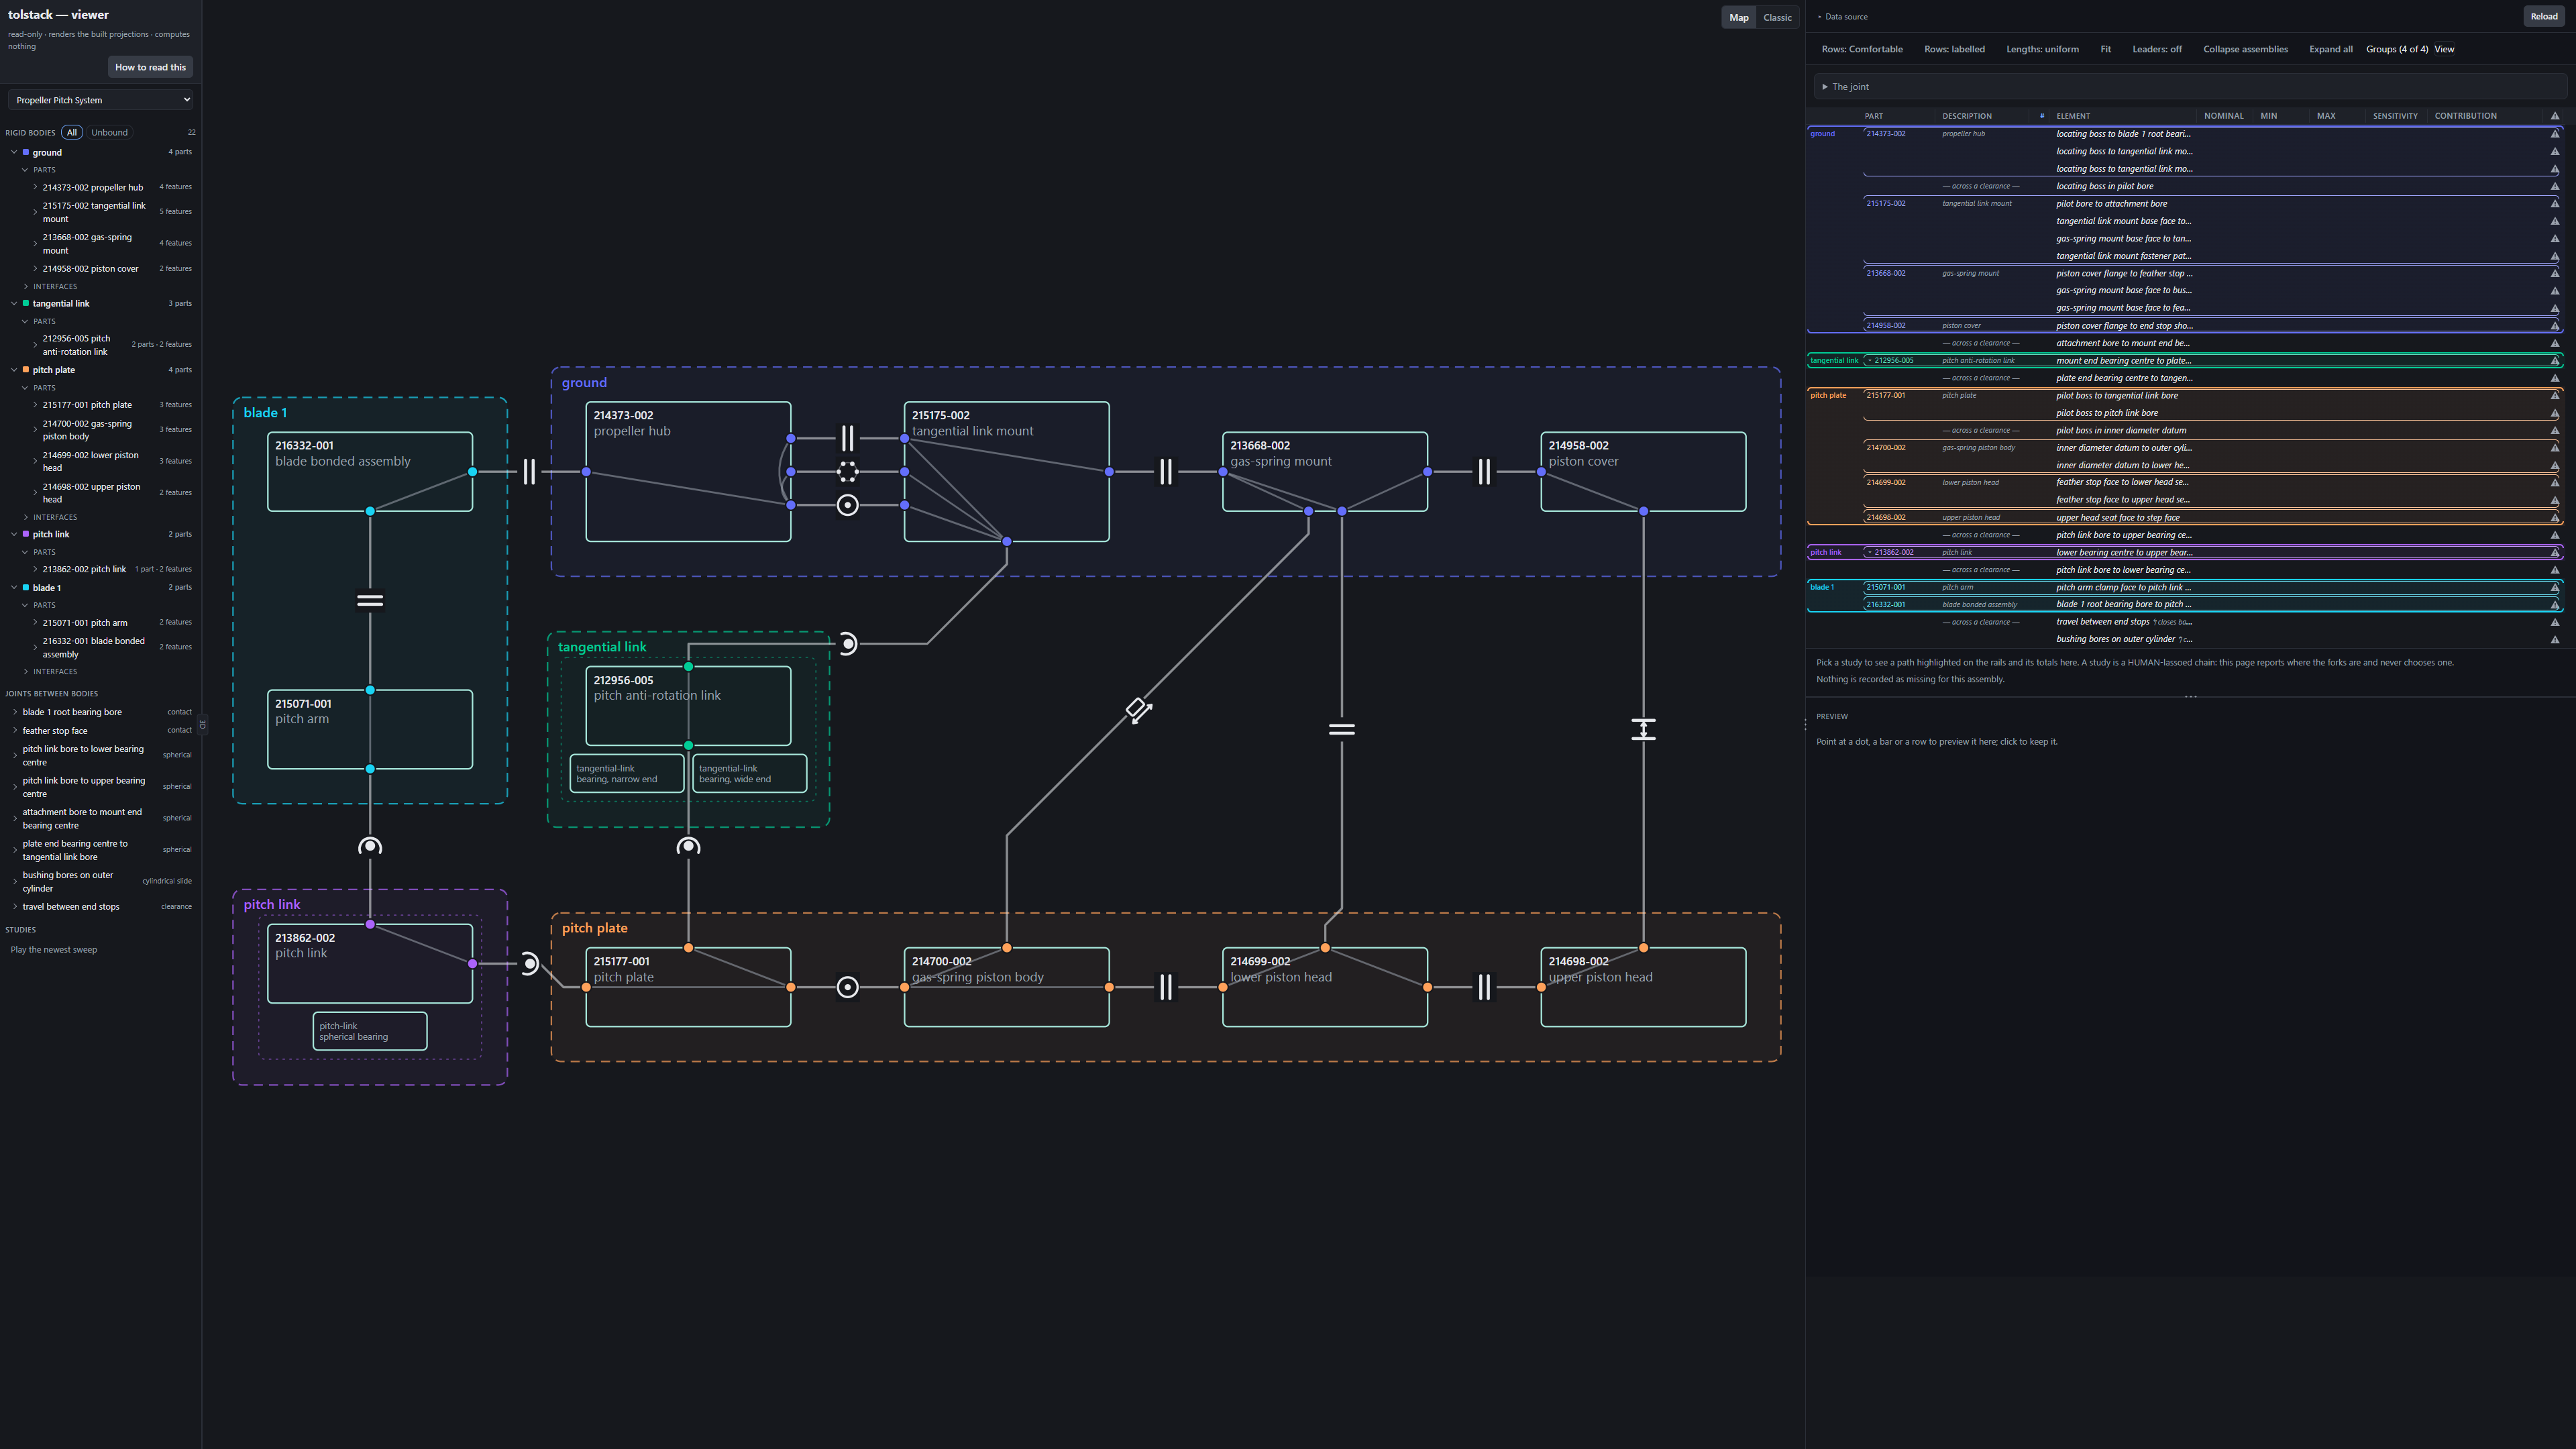 tolstack — viewer
read-only · renders the built projections · computes
nothing
How to read this
Propeller Pitch System
RIGID BODIES All Unbound 22
ground 4 parts
PARTS
214373-002 propeller hub 4 features
215175-002 tangential link
mount 5 features
213668-002 gas-spring
mount 4 features
214958-002 piston cover 2 features
INTERFACES
tangential link 3 parts
PARTS
212956-005 pitch
anti-rotation link 2 parts · 2 features
pitch plate 4 parts
PARTS
215177-001 pitch plate 3 features
214700-002 gas-spring
piston body 3 features
214699-002 lower piston
head 3 features
214698-002 upper piston
head 2 features
INTERFACES
pitch link 2 parts
PARTS
213862-002 pitch link 1 part · 2 features
blade 1 2 parts
PARTS
215071-001 pitch arm 2 features
216332-001 blade bonded
assembly 2 features
INTERFACES
JOINTS BETWEEN BODIES
blade 1 root bearing bore contact
feather stop face contact
pitch link bore to lower bearing
centre spherical
pitch link bore to upper bearing
centre spherical
attachment bore to mount end
bearing centre spherical
plate end bearing centre to
tangential link bore spherical
bushing bores on outer
cylinder cylindrical slide
travel between end stops clearance
STUDIES
Play the newest sweep
3D
Map Classic
blade 1
216332-001
blade bonded assembly
215071-001
pitch arm
ground
214373-002
propeller hub
215175-002
tangential link mount
213668-002
gas-spring mount
214958-002
piston cover
tangential link
212956-005
pitch anti-rotation link
tangential-link
bearing, narrow end
tangential-link
bearing, wide end
pitch link
213862-002
pitch link
pitch-link
spherical bearing
pitch plate
215177-001
pitch plate
214700-002
gas-spring piston body
214699-002
lower piston head
214698-002
upper piston head
Data source Reload
Rows: Comfortable Rows: labelled Lengths: uniform Fit Leaders: off Collapse assemblies Expand all Groups (4 of 4) View
The joint
PART DESCRIPTION # ELEMENT NOMINAL MIN MAX SENSITIVITY CONTRIBUTION
ground 214373-002 propeller hub locating boss to blade 1 root beari...
locating boss to tangential link mo...
locating boss to tangential link mo...
— across a clearance — locating boss in pilot bore
215175-002 tangential link mount pilot bore to attachment bore
tangential link mount base face to...
gas-spring mount base face to tan...
tangential link mount fastener pat...
213668-002 gas-spring mount piston cover flange to feather stop ...
gas-spring mount base face to bus...
gas-spring mount base face to fea...
214958-002 piston cover piston cover flange to end stop sho...
— across a clearance — attachment bore to mount end be...
tangential link 212956-005 pitch anti-rotation link mount end bearing centre to plate...
— across a clearance — plate end bearing centre to tangen...
pitch plate 215177-001 pitch plate pilot boss to tangential link bore
pilot boss to pitch link bore
— across a clearance — pilot boss in inner diameter datum
214700-002 gas-spring piston body inner diameter datum to outer cyli...
inner diameter datum to lower he...
214699-002 lower piston head feather stop face to lower head se...
feather stop face to upper head se...
214698-002 upper piston head upper head seat face to step face
— across a clearance — pitch link bore to upper bearing ce...
pitch link 213862-002 pitch link lower bearing centre to upper bear...
— across a clearance — pitch link bore to lower bearing ce...
blade 1 215071-001 pitch arm pitch arm clamp face to pitch link ...
216332-001 blade bonded assembly blade 1 root bearing bore to pitch ...
— across a clearance — travel between end stops closes ba...
bushing bores on outer cylinder
Pick a study to see a path highlighted on the rails and its totals here. A study is a HUMAN-lassoed chain: this page reports where the forks are and never chooses one.
Nothing is recorded as missing for this assembly.
PREVIEW
Point at a dot, a bar or a row to preview it here; click to keep it.